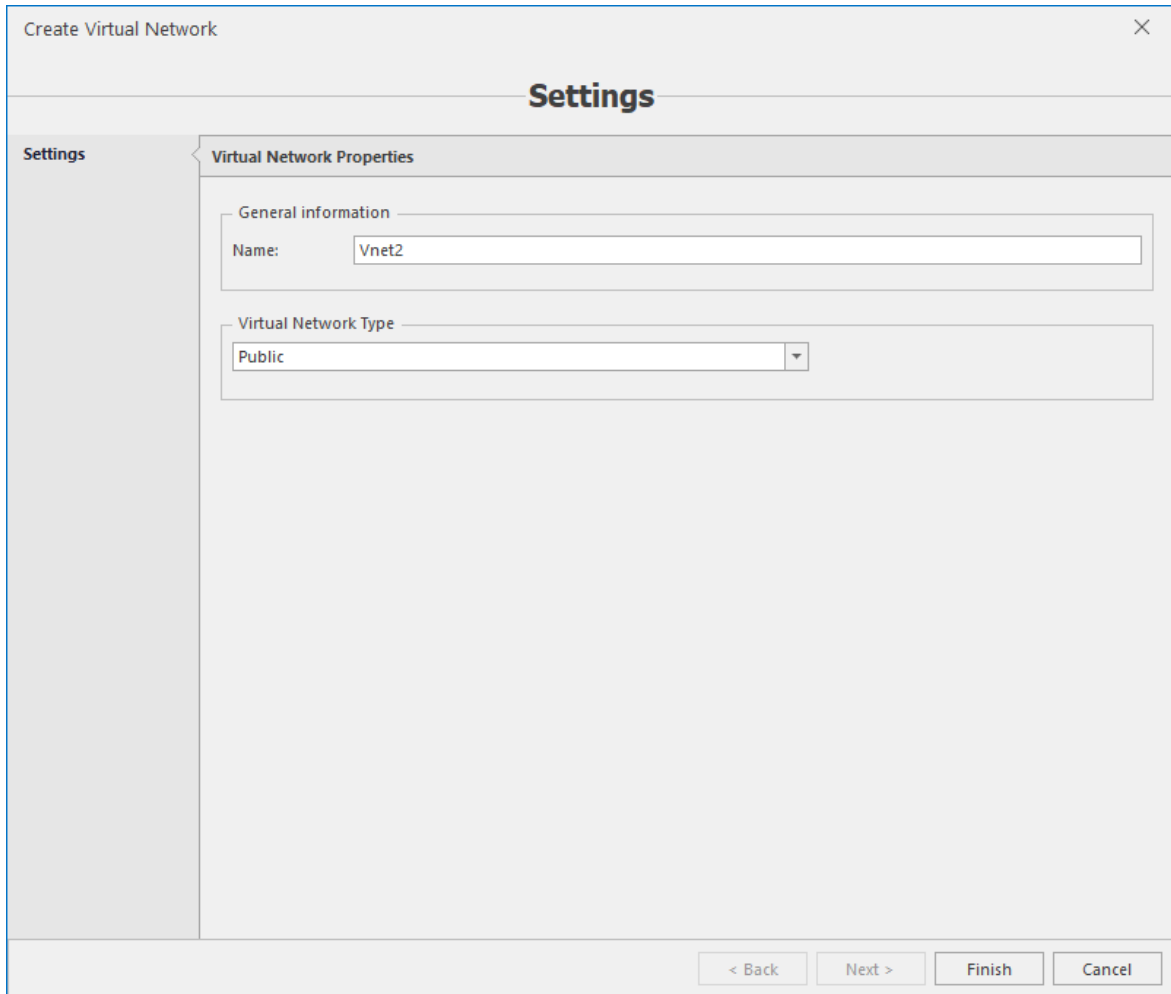 Create Virtual Network
Settings
Settings
Virtual Network Properties
General information
Name: Vnet2
Virtual Network Type
Public
< Back Next > Finish Cancel